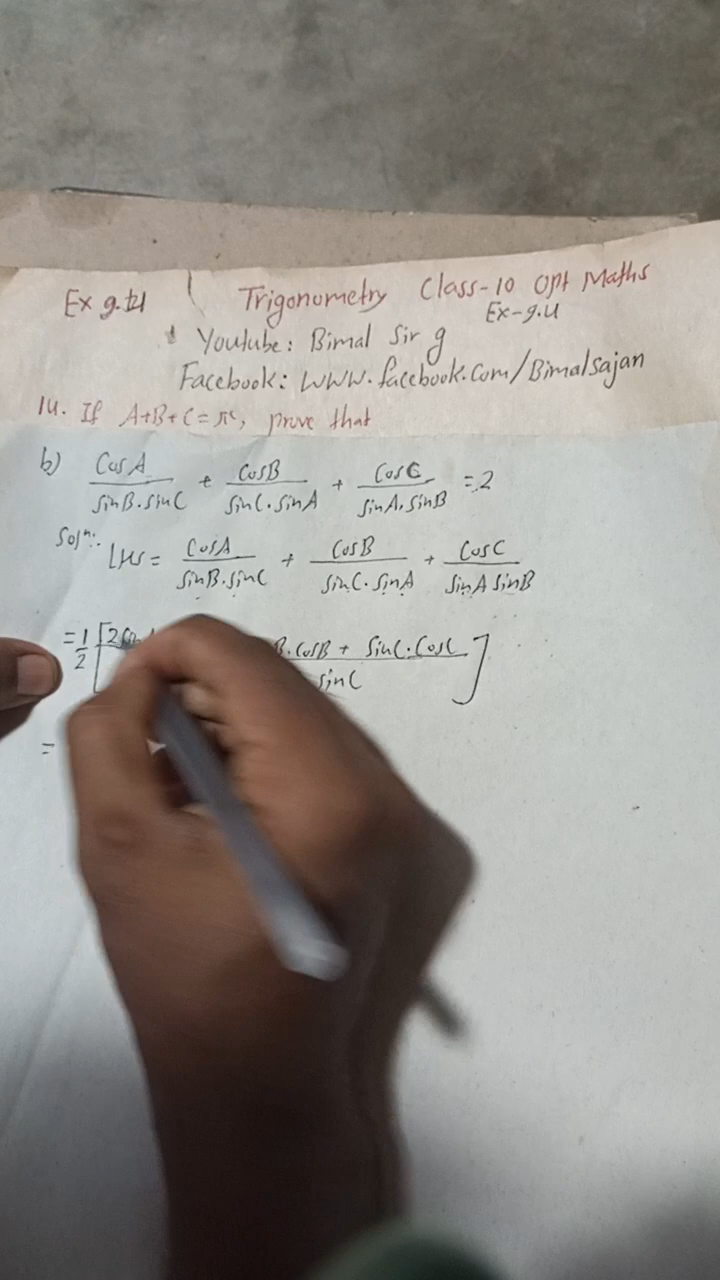 Ex 9.4 Trigonometry Class-10 Opt Maths
Ex-9.4
Youtube: Bimal Sir g
Facebook: WWW.facebook.Com/Bimalsajan
14. If A+B+C=πᶜ, prove that
b) CosA/SinB.SinC + CosB/SinC.SinA + CosC/SinA.SinB = 2
Solⁿ:. LHS = CosA/SinB.SinC + CosB/SinC.SinA + CosC/SinA SinB
= 1/2 [ B.CosB + SinC.CosC / sinC ]
=